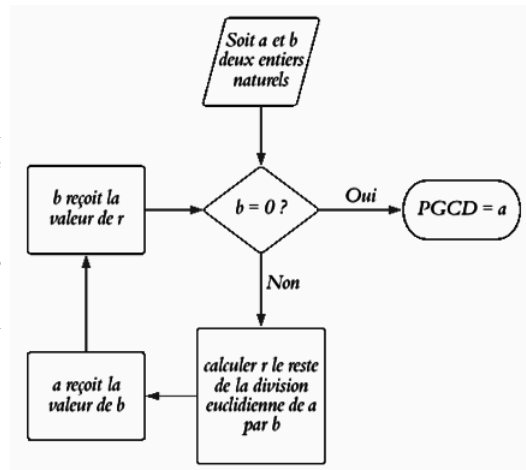 Soit a et b
deux entiers
naturels
b = 0 ?
Oui
PGCD = a
Non
calculer r le reste
de la division
euclidienne de a
par b
a reçoit la
valeur de b
b reçoit la
valeur de r